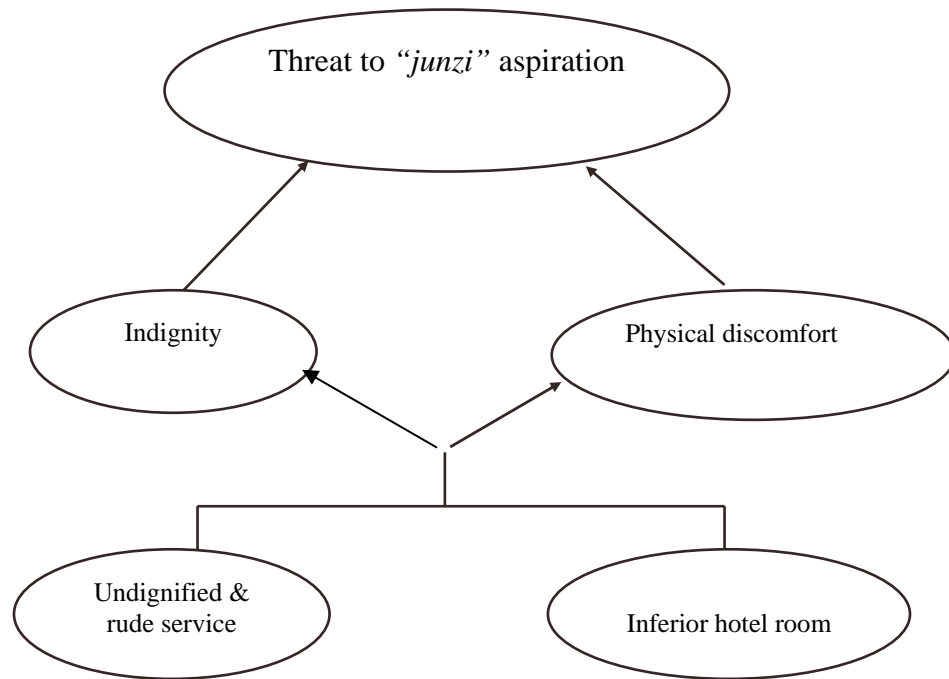 Threat to “junzi” aspiration
Indignity
Physical discomfort
Undignified &
rude service
Inferior hotel room